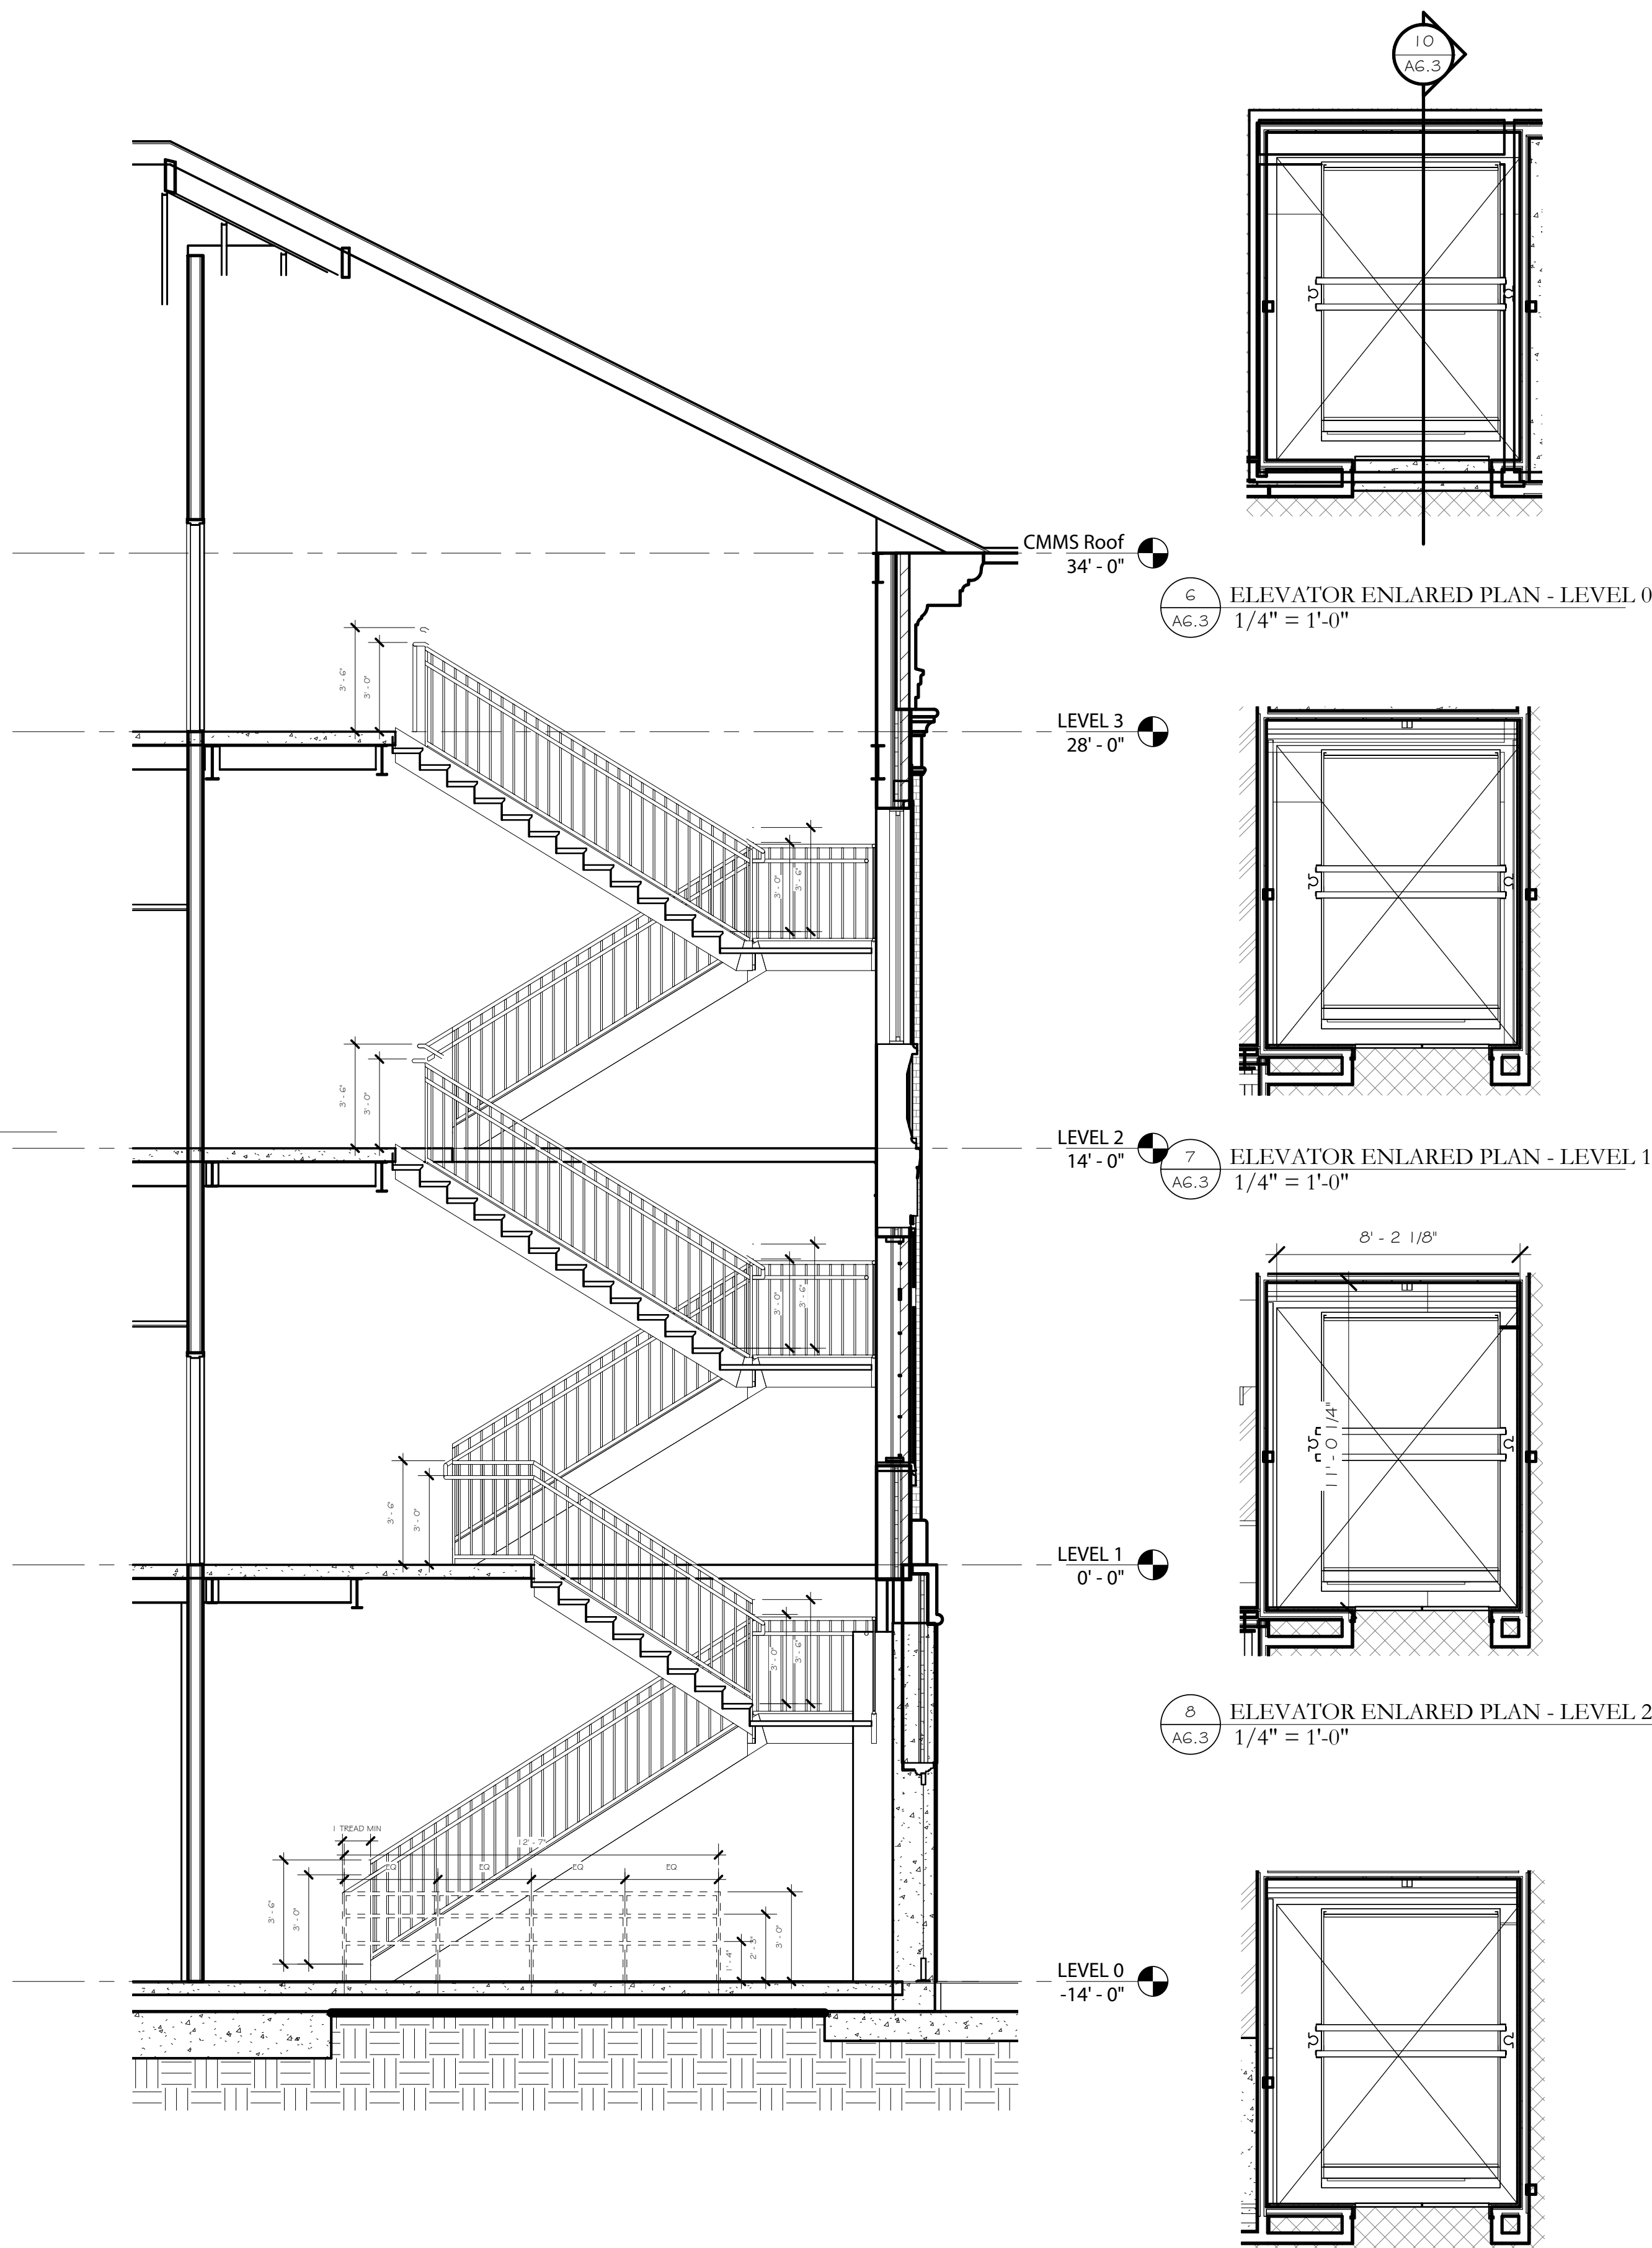 10
A6.3
CMMS Roof
34' - 0"
6
A6.3
ELEVATOR ENLARED PLAN - LEVEL 0
1/4" = 1'-0"
3' - 6"
3' - 0"
LEVEL 3
28' - 0"
3' - 0"
3' - 6"
3' - 6"
3' - 0"
LEVEL 2
14' - 0"
7
A6.3
ELEVATOR ENLARED PLAN - LEVEL 1
1/4" = 1'-0"
8' - 2 1/8"
3' - 0"
3' - 6"
11' - 0 1/4"
3' - 6"
3' - 0"
LEVEL 1
0' - 0"
3' - 0"
3' - 6"
8
A6.3
ELEVATOR ENLARED PLAN - LEVEL 2
1/4" = 1'-0"
1 TREAD MIN
12' - 7"
EQ
EQ
EQ
EQ
3' - 6"
3' - 0"
1' - 4"
2' - 3"
3' - 0"
LEVEL 0
-14' - 0"